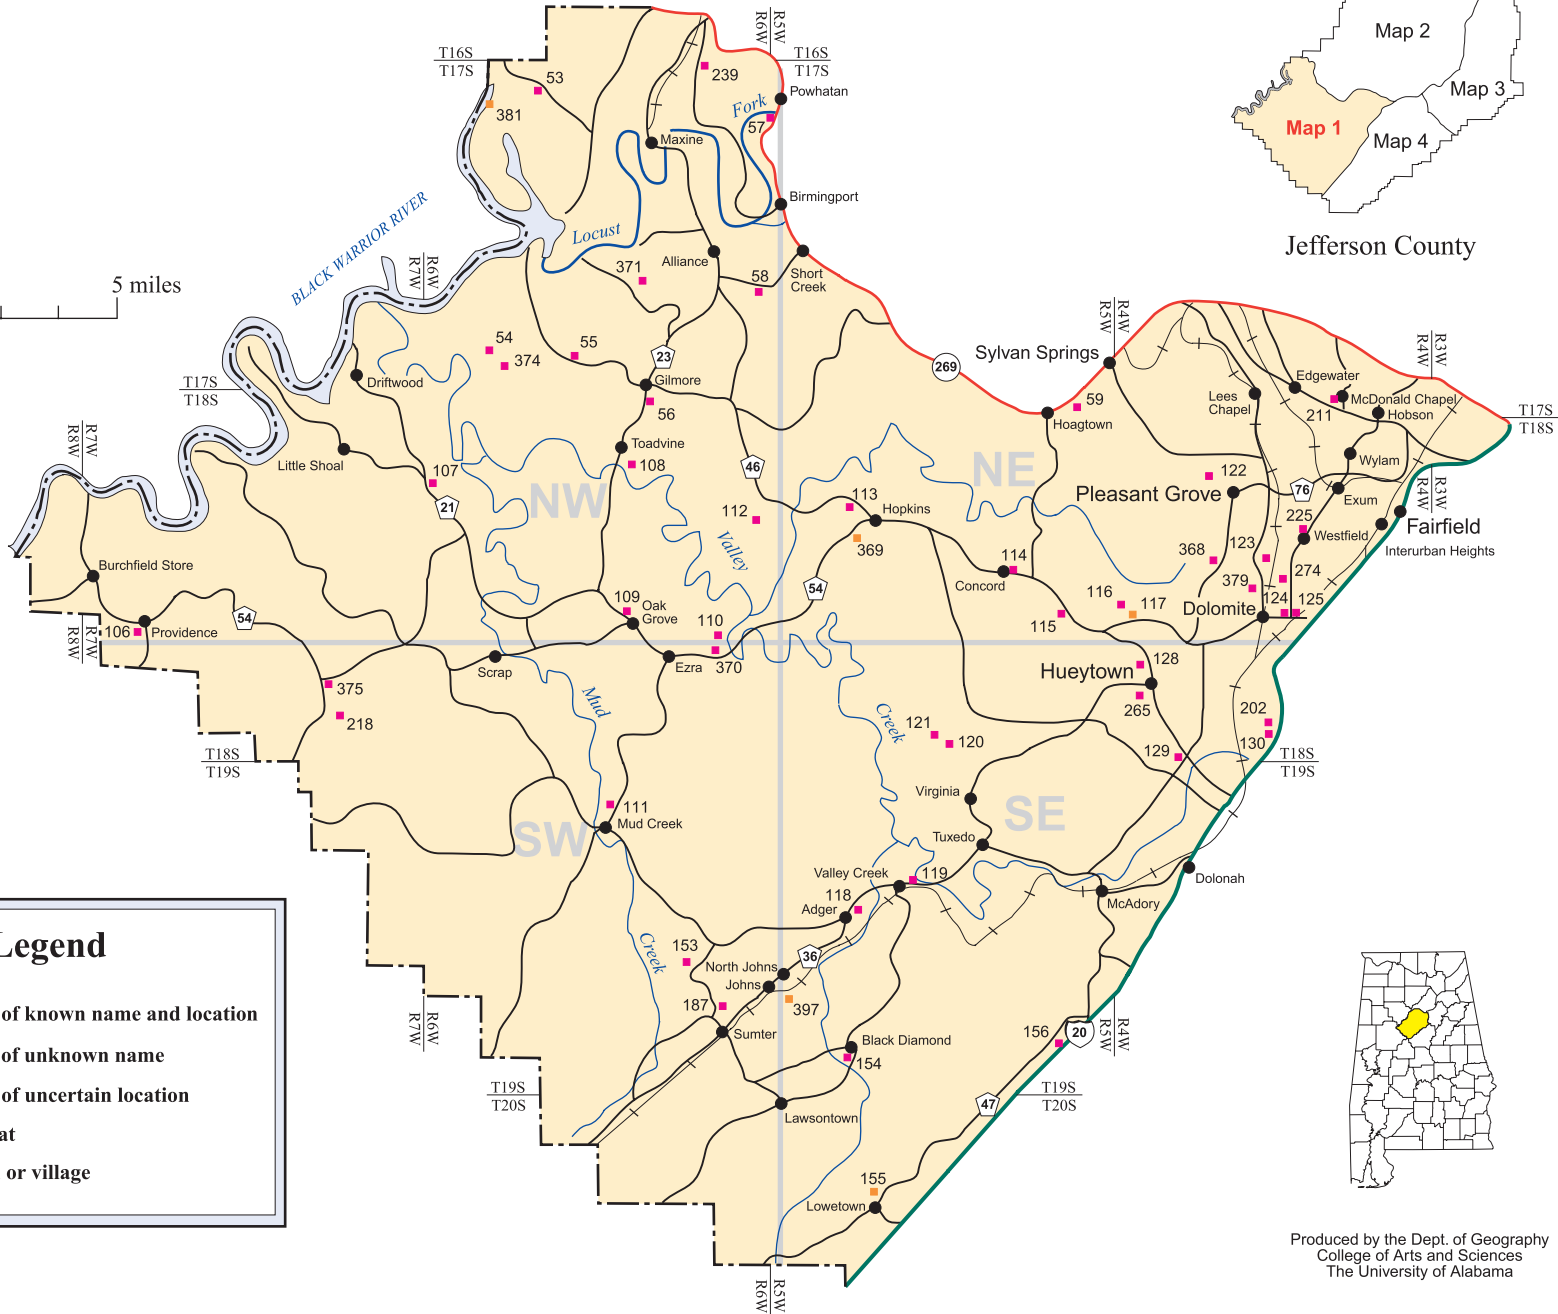 R6W
R5W
T16S
T17S
T16S
T17S
53
239
381
Powhatan
Fork
57
Maxine
Map 2
Map 3
Map 1
Map 4
Jefferson County
BLACK WARRIOR RIVER
Birmingport
Locust
R7W
R6W
371
Alliance
58
Short
Creek
5 miles
54
374
55
23
Gilmore
56
269
Sylvan Springs
R5W
R4W
R4W
R3W
Driftwood
T17S
T18S
59
Hoagtown
Lees
Chapel
Edgewater
McDonald Chapel
Hobson
211
T17S
T18S
R8W
R7W
Little Shoal
Toadvine
108
107
21
46
NW
NE
113
112
Hopkins
369
Valley
122
Pleasant Grove
76
Wylam
Exum
R4W
R3W
225
Westfield
Fairfield
Interurban Heights
Burchfield Store
54
109
Oak
Grove
54
Concord
114
115
116
117
368
123
379
274
124
125
Dolomite
R8W
R7W
106
Providence
Scrap
110
370
Ezra
Hueytown
128
265
375
218
Mud
Creek
121
120
202
130
129
T18S
T19S
T18S
T19S
Virginia
SE
SW
111
Mud Creek
Tuxedo
Valley Creek
119
118
Adger
McAdory
Dolonah
Legend
of known name and location
of unknown name
of uncertain location
at
or village
Creek
153
North Johns
Johns
36
187
397
Sumter
Black Diamond
154
156
20
R7W
R6W
R5W
R4W
T19S
T20S
T19S
T20S
47
Lawsontown
155
Lowetown
R6W
R5W
Produced by the Dept. of Geography
College of Arts and Sciences
The University of Alabama